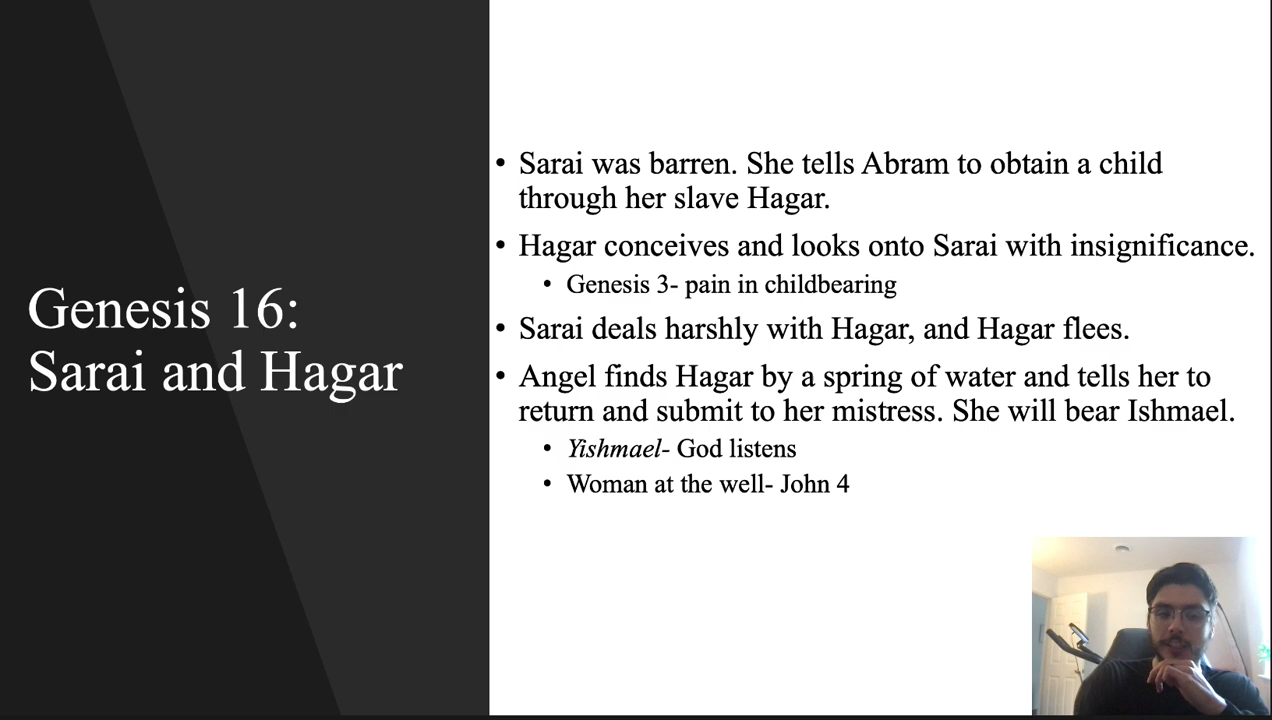 Genesis 16:
Sarai and Hagar
• Sarai was barren. She tells Abram to obtain a child
through her slave Hagar.
• Hagar conceives and looks onto Sarai with insignificance.
• Genesis 3- pain in childbearing
• Sarai deals harshly with Hagar, and Hagar flees.
• Angel finds Hagar by a spring of water and tells her to
return and submit to her mistress. She will bear Ishmael.
• Yishmael- God listens
• Woman at the well- John 4